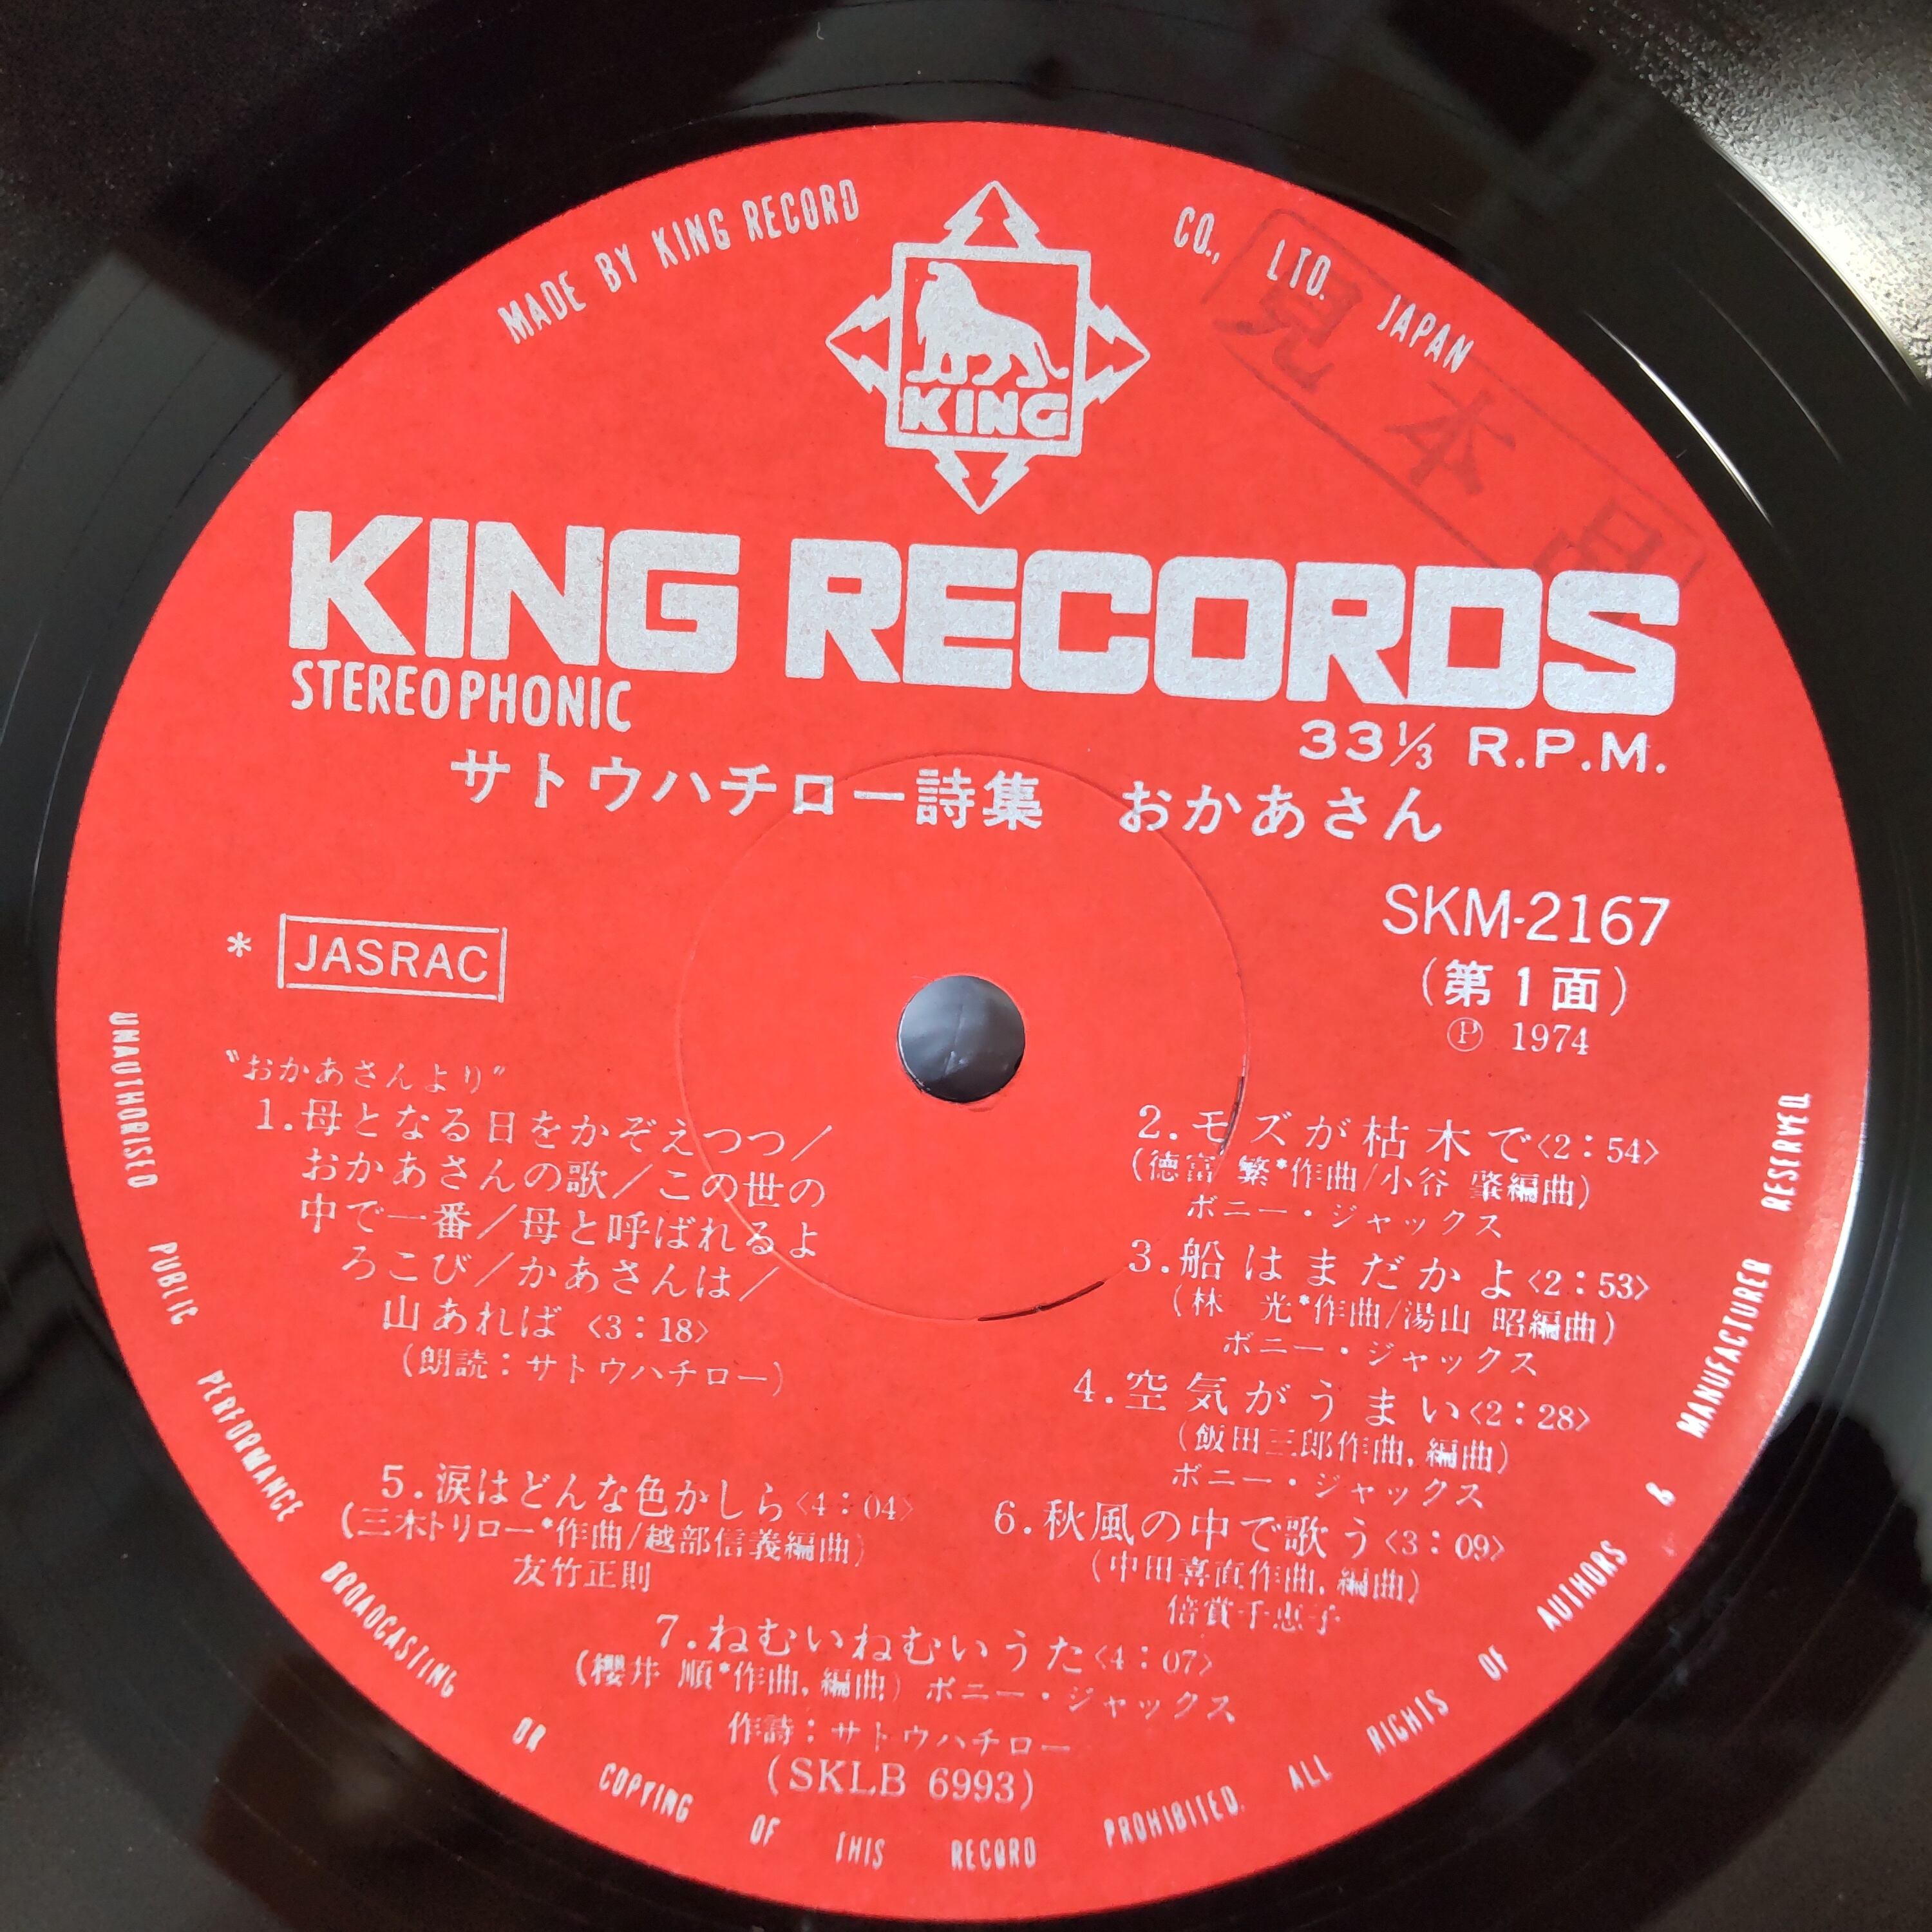 MADE BY KING RECORD CO., LTD. JAPAN
見本
KING
KING RECORDS
STEREOPHONIC
33⅓ R.P.M.
サトウハチロー詩集 おかあさん
SKM-2167
(第1面)
Ⓟ 1974
* JASRAC
〝おかあさんより〟
1.母となる日をかぞえつつ/
おかあさんの歌/この世の
中で一番/母と呼ばれるよ
ろこび/かあさんは/
山あれば〈3:18〉
(朗読:サトウハチロー)
2.モズが枯木で〈2:54〉
(徳富 繁*作曲/小谷 肇編曲)
ボニー・ジャックス
3.船はまだかよ〈2:53〉
(林 光*作曲/湯山 昭編曲)
ボニー・ジャックス
4.空気がうまい〈2:28〉
(飯田三郎作曲,編曲)
ボニー・ジャックス
5.涙はどんな色かしら〈4:04〉
(三木トリロー*作曲/越部信義編曲)
友竹正則
6.秋風の中で歌う〈3:09〉
(中田喜直作曲,編曲)
倍賞千恵子
7.ねむいねむいうた〈4:07〉
(櫻井 順*作曲,編曲) ボニー・ジャックス
作詩:サトウハチロー
(SKLB 6993)
UNAUTHORISED PUBLIC PERFORMANCE BROADCASTING OR COPYING OF THIS RECORD PROHIBITED. ALL RIGHTS OF AUTHORS & MANUFACTURER RESERVED.